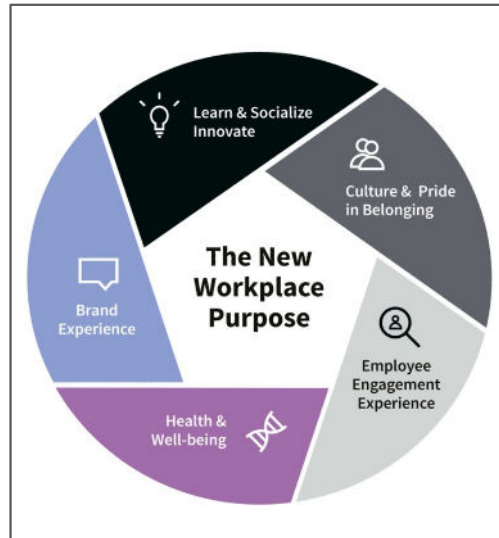 Learn & Socialize
Innovate
Culture & Pride
in Belonging
The New
Workplace
Purpose
Brand
Experience
Employee
Engagement
Experience
Health &
Well-being